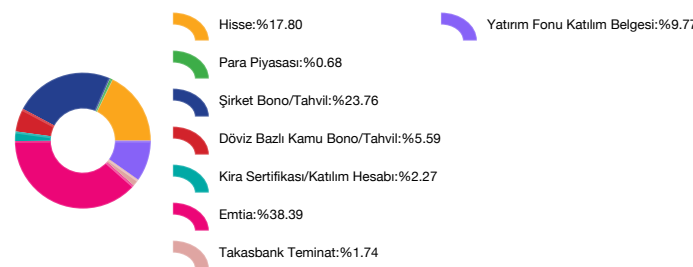 Hisse:%17.80
Para Piyasası:%0.68
Şirket Bono/Tahvil:%23.76
Döviz Bazlı Kamu Bono/Tahvil:%5.59
Kira Sertifikası/Katılım Hesabı:%2.27
Emtia:%38.39
Takasbank Teminat:%1.74
Yatırım Fonu Katılım Belgesi:%9.77